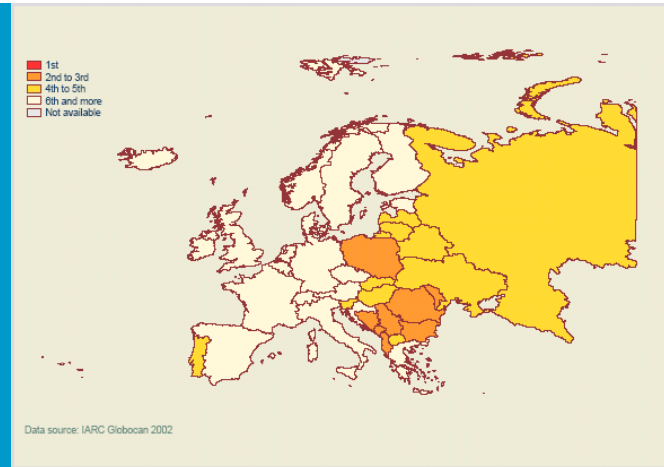 1st
2nd to 3rd
4th to 5th
6th and more
Not available
Data source: IARC Globocan 2002